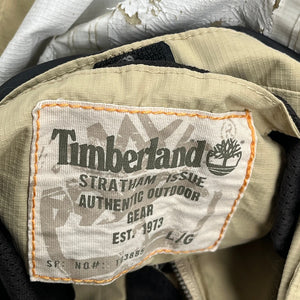 Timberland
STRATHAM ISSUE
AUTHENTIC OUTDOOR
GEAR
EST. 1973
L/G